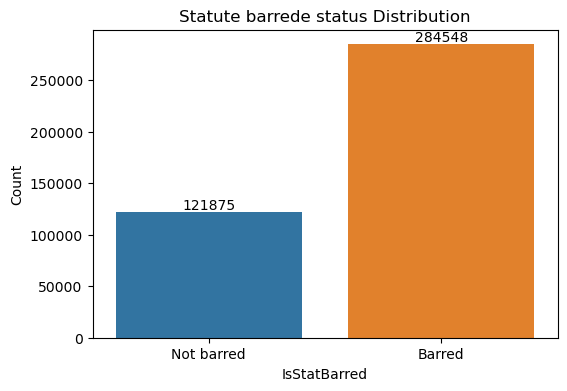 Statute barrede status Distribution
284548
250000
200000
150000
121875
100000
50000
0
Count
Not barred
Barred
IsStatBarred